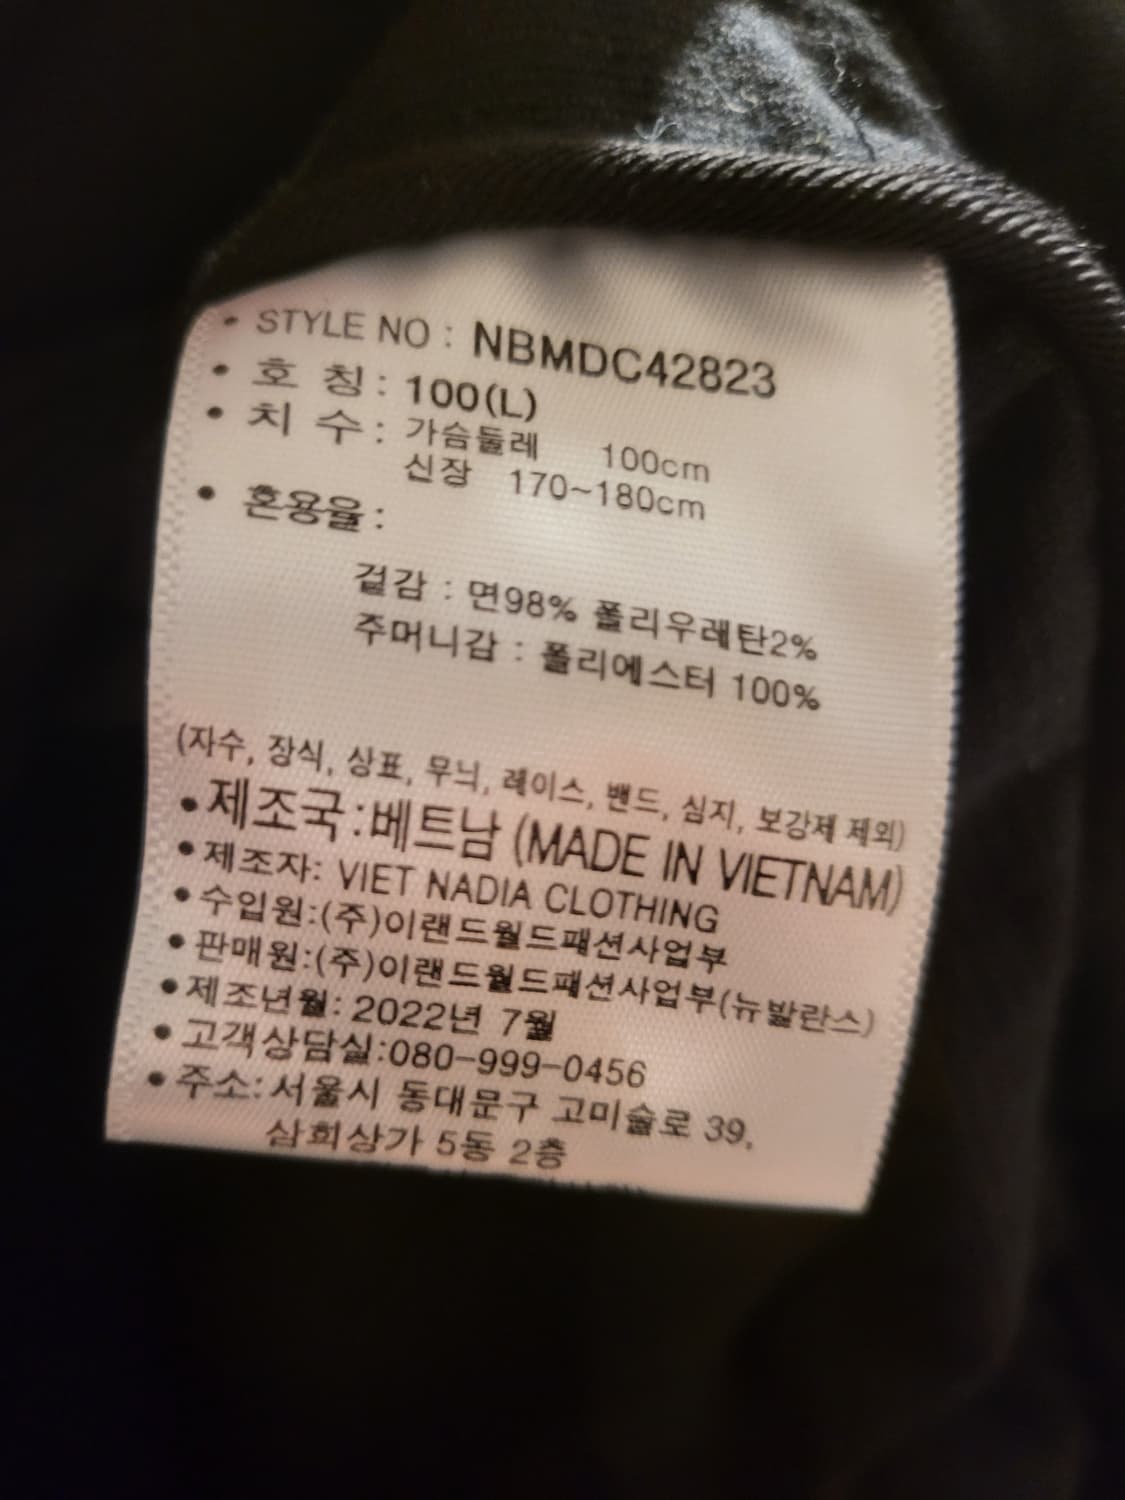 • STYLE NO : NBMDC42823
• 호 칭 : 100(L)
• 치 수 : 가슴둘레 100cm
신장 170~180cm
• 혼용율 :
겉감 : 면98% 폴리우레탄2%
주머니감 : 폴리에스터 100%
(자수, 장식, 상표, 무늬, 레이스, 밴드, 심지, 보강제 제외)
• 제조국 : 베트남 (MADE IN VIETNAM)
• 제조자: VIET NADIA CLOTHING
• 수입원:(주)이랜드월드패션사업부
• 판매원:(주)이랜드월드패션사업부(뉴발란스)
• 제조년월: 2022년 7월
• 고객상담실:080-999-0456
• 주소: 서울시 동대문구 고미술로 39,
삼희상가 5동 2층